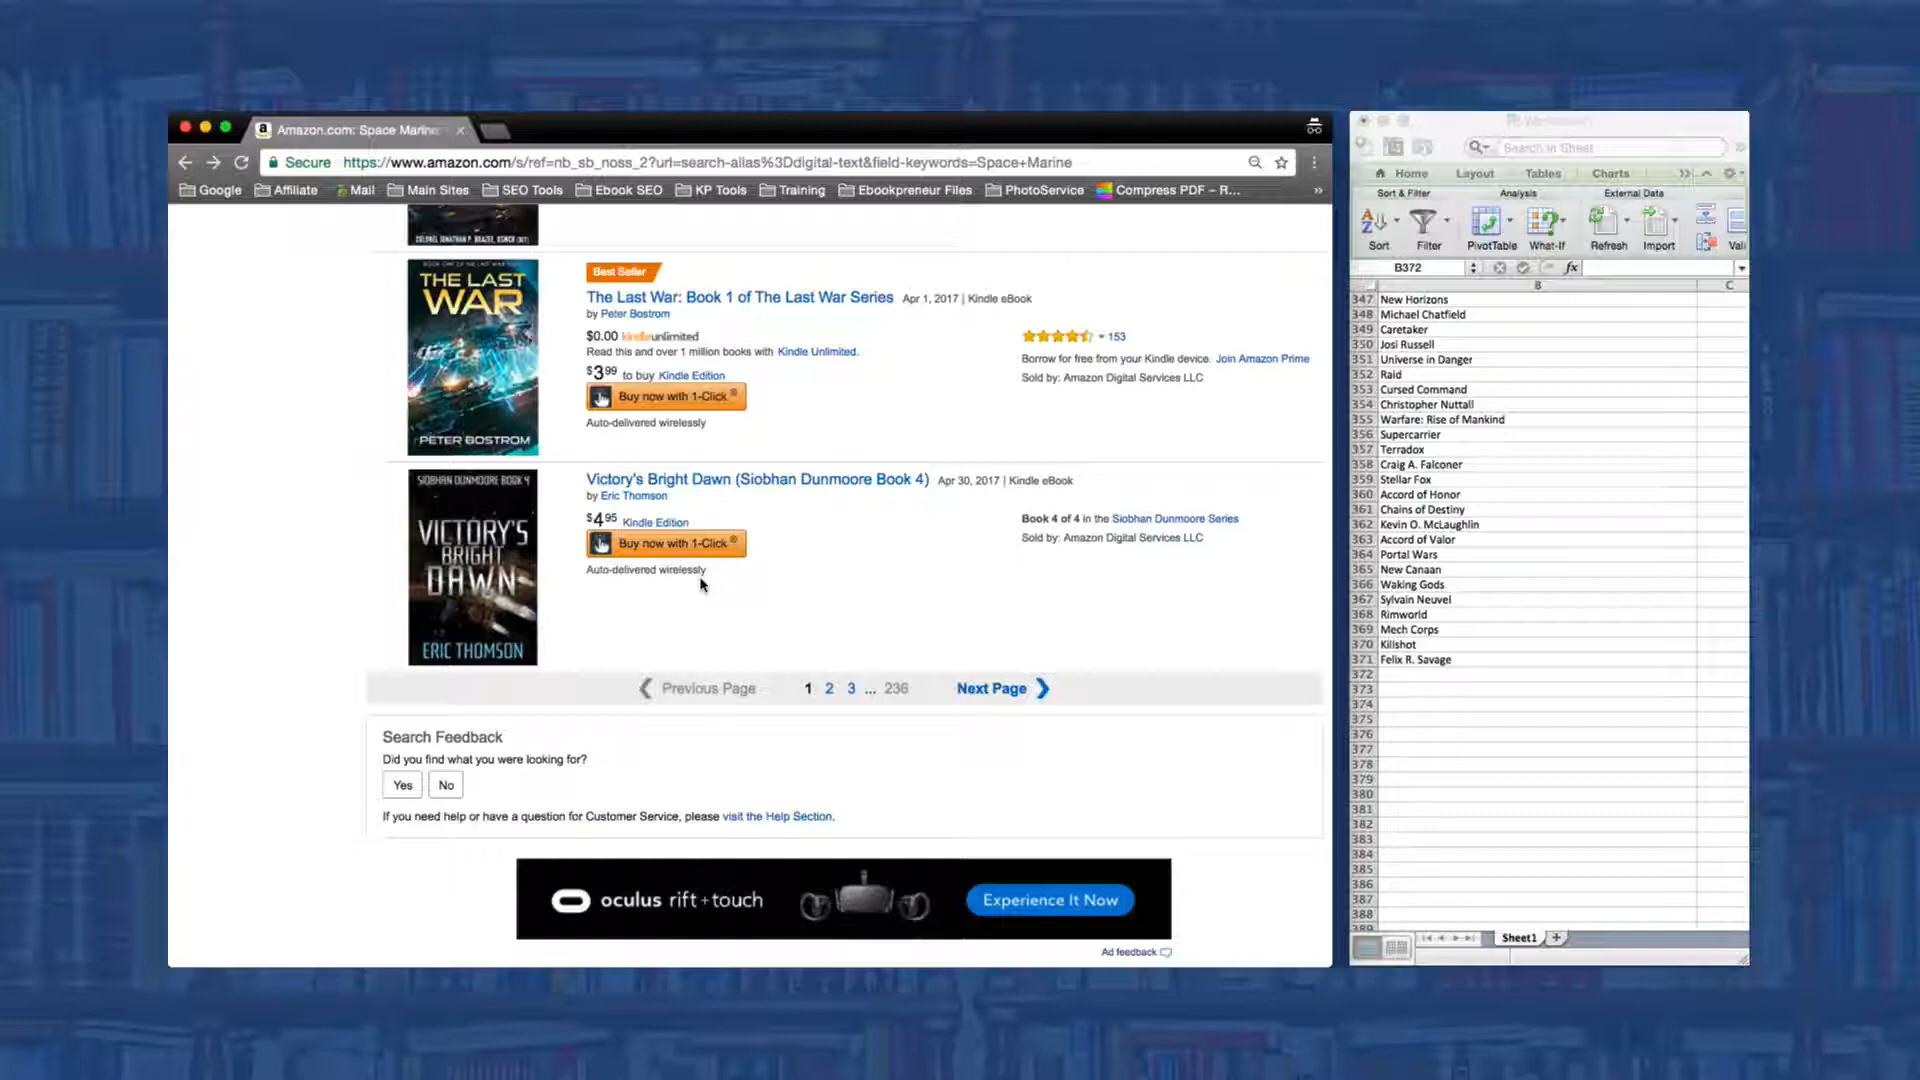 Amazon.com: Space Marine
Secure https://www.amazon.com/s/ref=nb_sb_noss_2?url=search-alias%3Ddigital-text&field-keywords=Space+Marine
Google Affiliate Mail Main Sites SEO Tools Ebook SEO KP Tools Training Ebookpreneur Files PhotoService Compress PDF – R... »
COLONEL JONATHAN P. BRAZEE, USMCR (RET)
THE LAST
WAR
PETER BOSTROM
Best Seller
The Last War: Book 1 of The Last War Series Apr 1, 2017 | Kindle eBook
by Peter Bostrom
$0.00 kindleunlimited
Read this and over 1 million books with Kindle Unlimited.
$3.99 to buy Kindle Edition
Buy now with 1-Click ®
Auto-delivered wirelessly
153
Borrow for free from your Kindle device. Join Amazon Prime
Sold by: Amazon Digital Services LLC
SIOBHAN DUNMOORE BOOK 4
VICTORY'S
BRIGHT
DAWN
ERIC THOMSON
Victory's Bright Dawn (Siobhan Dunmoore Book 4) Apr 30, 2017 | Kindle eBook
by Eric Thomson
$4.95 Kindle Edition
Buy now with 1-Click ®
Auto-delivered wirelessly
Book 4 of 4 in the Siobhan Dunmoore Series
Sold by: Amazon Digital Services LLC
Previous Page 1 2 3 ... 236 Next Page
Search Feedback
Did you find what you were looking for?
Yes No
If you need help or have a question for Customer Service, please visit the Help Section.
oculus rift+touch Experience It Now
Ad feedback
Search in Sheet
Home Layout Tables Charts
Sort & Filter Analysis External Data
Sort Filter PivotTable What-If Refresh Import
B372 fx
B C
347 New Horizons
348 Michael Chatfield
349 Caretaker
350 Josi Russell
351 Universe in Danger
352 Raid
353 Cursed Command
354 Christopher Nuttall
355 Warfare: Rise of Mankind
356 Supercarrier
357 Terradox
358 Craig A. Falconer
359 Stellar Fox
360 Accord of Honor
361 Chains of Destiny
362 Kevin O. McLaughlin
363 Accord of Valor
364 Portal Wars
365 New Canaan
366 Waking Gods
367 Sylvain Neuvel
368 Rimworld
369 Mech Corps
370 Killshot
371 Felix R. Savage
372
373
374
375
376
377
378
379
380
381
382
383
384
385
386
387
388
389
Sheet1